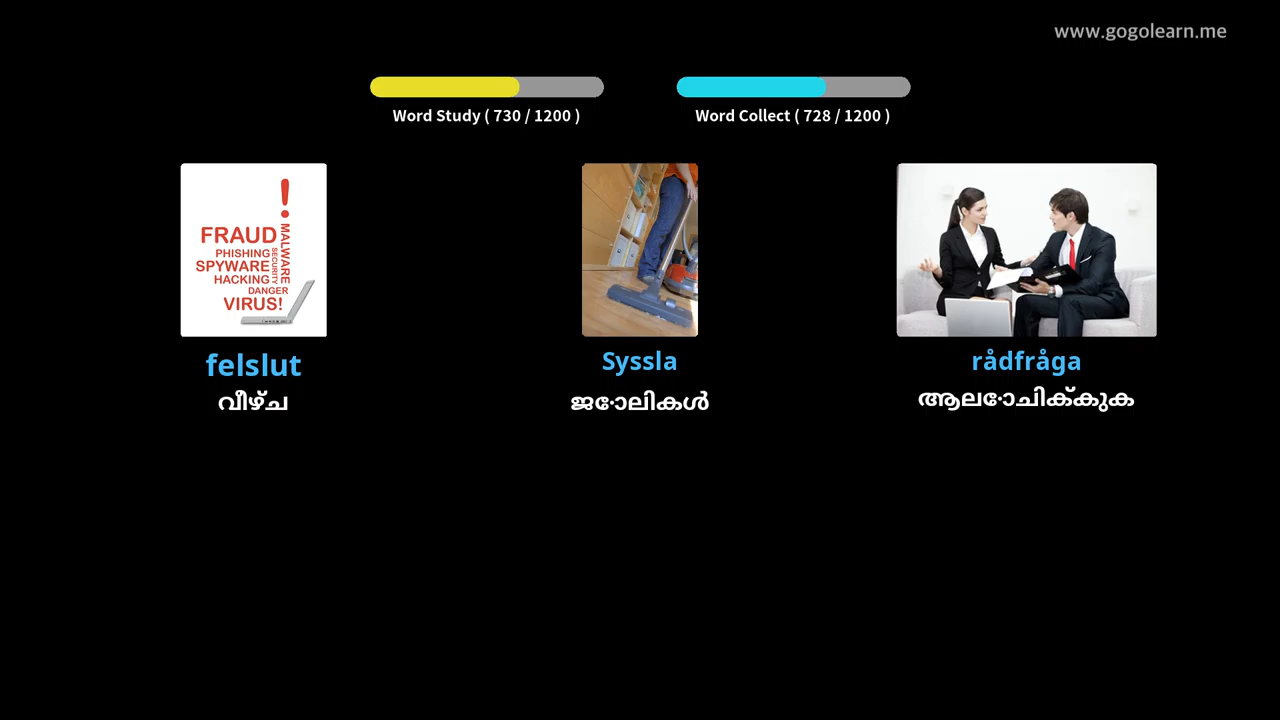 www.gogolearn.me
Word Study ( 730 / 1200 )
Word Collect ( 728 / 1200 )
!
FRAUD
MALWARE
PHISHING
SECURITY
SPYWARE
HACKING
DANGER
VIRUS!
felslut
Syssla
rådfråga
വീഴ്ച
ജോലികൾ
ആലോചിക്കുക